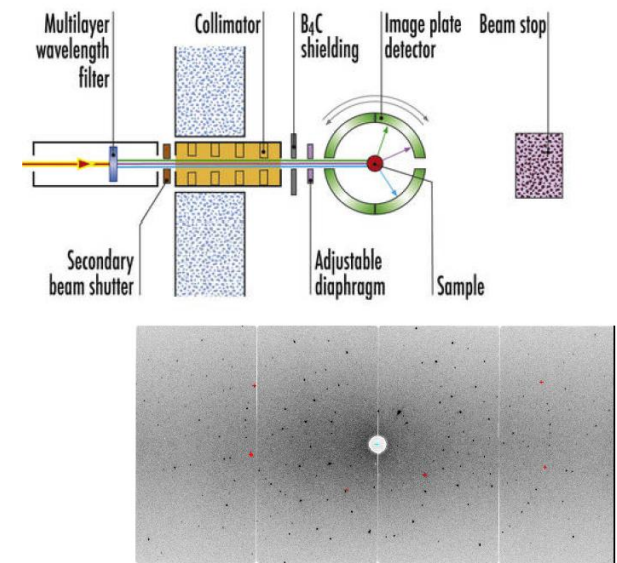 Multilayer
wavelength
filter
Collimator
B4C
shielding
Image plate
detector
Beam stop
Secondary
beam shutter
Adjustable
diaphragm
Sample